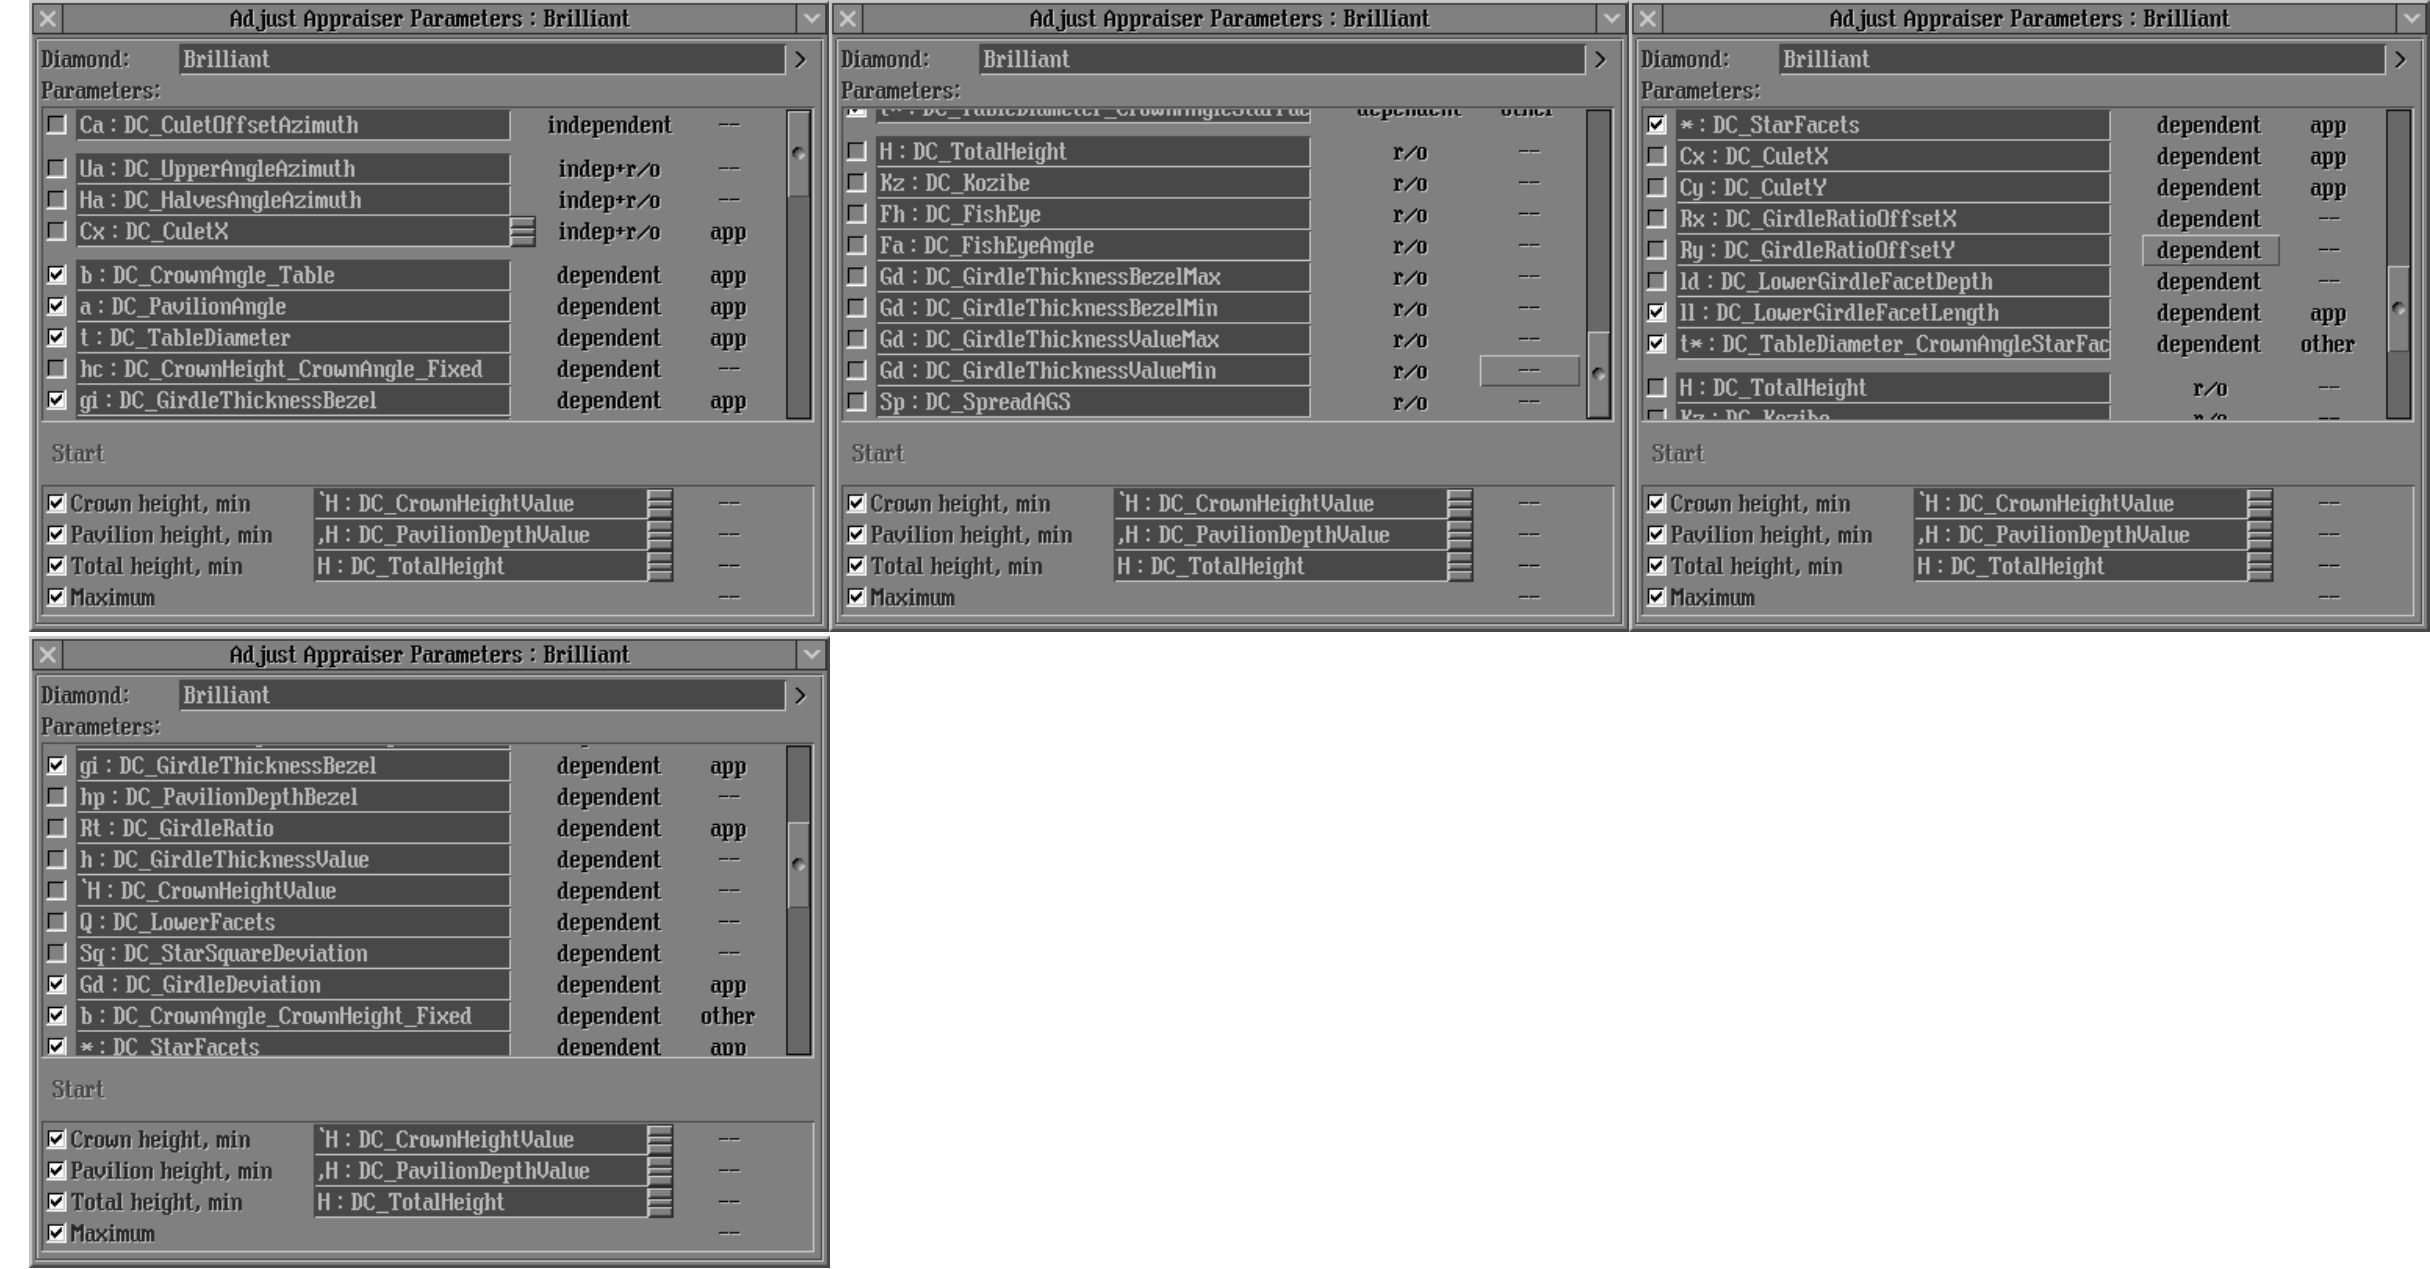 Adjust Appraiser Parameters : Brilliant
Diamond: Brilliant >
Parameters:
Ca : DC_CuletOffsetAzimuth independent --
Ua : DC_UpperAngleAzimuth indep+r/o --
Ha : DC_HalvesAngleAzimuth indep+r/o --
Cx : DC_CuletX indep+r/o app
b : DC_CrownAngle_Table dependent app
a : DC_PavilionAngle dependent app
t : DC_TableDiameter dependent app
hc : DC_CrownHeight_CrownAngle_Fixed dependent --
gi : DC_GirdleThicknessBezel dependent app
Start
Crown height, min `H : DC_CrownHeightValue --
Pavilion height, min ,H : DC_PavilionDepthValue --
Total height, min H : DC_TotalHeight --
Maximum --
Adjust Appraiser Parameters : Brilliant
Diamond: Brilliant >
Parameters:
t* : DC_TableDiameter_CrownAngleStarFac dependent other
H : DC_TotalHeight r/o --
Kz : DC_Kozibe r/o --
Fh : DC_FishEye r/o --
Fa : DC_FishEyeAngle r/o --
Gd : DC_GirdleThicknessBezelMax r/o --
Gd : DC_GirdleThicknessBezelMin r/o --
Gd : DC_GirdleThicknessValueMax r/o --
Gd : DC_GirdleThicknessValueMin r/o --
Sp : DC_SpreadAGS r/o --
Start
Crown height, min `H : DC_CrownHeightValue --
Pavilion height, min ,H : DC_PavilionDepthValue --
Total height, min H : DC_TotalHeight --
Maximum --
Adjust Appraiser Parameters : Brilliant
Diamond: Brilliant >
Parameters:
* : DC_StarFacets dependent app
Cx : DC_CuletX dependent app
Cy : DC_CuletY dependent app
Rx : DC_GirdleRatioOffsetX dependent --
Ry : DC_GirdleRatioOffsetY dependent --
ld : DC_LowerGirdleFacetDepth dependent --
ll : DC_LowerGirdleFacetLength dependent app
t* : DC_TableDiameter_CrownAngleStarFac dependent other
H : DC_TotalHeight r/o --
Kz : DC_Kozibe r/o --
Start
Crown height, min `H : DC_CrownHeightValue --
Pavilion height, min ,H : DC_PavilionDepthValue --
Total height, min H : DC_TotalHeight --
Maximum --
Adjust Appraiser Parameters : Brilliant
Diamond: Brilliant >
Parameters:
gi : DC_GirdleThicknessBezel dependent app
hp : DC_PavilionDepthBezel dependent --
Rt : DC_GirdleRatio dependent app
h : DC_GirdleThicknessValue dependent --
`H : DC_CrownHeightValue dependent --
Q : DC_LowerFacets dependent --
Sq : DC_StarSquareDeviation dependent --
Gd : DC_GirdleDeviation dependent app
b : DC_CrownAngle_CrownHeight_Fixed dependent other
* : DC_StarFacets dependent app
Start
Crown height, min `H : DC_CrownHeightValue --
Pavilion height, min ,H : DC_PavilionDepthValue --
Total height, min H : DC_TotalHeight --
Maximum --